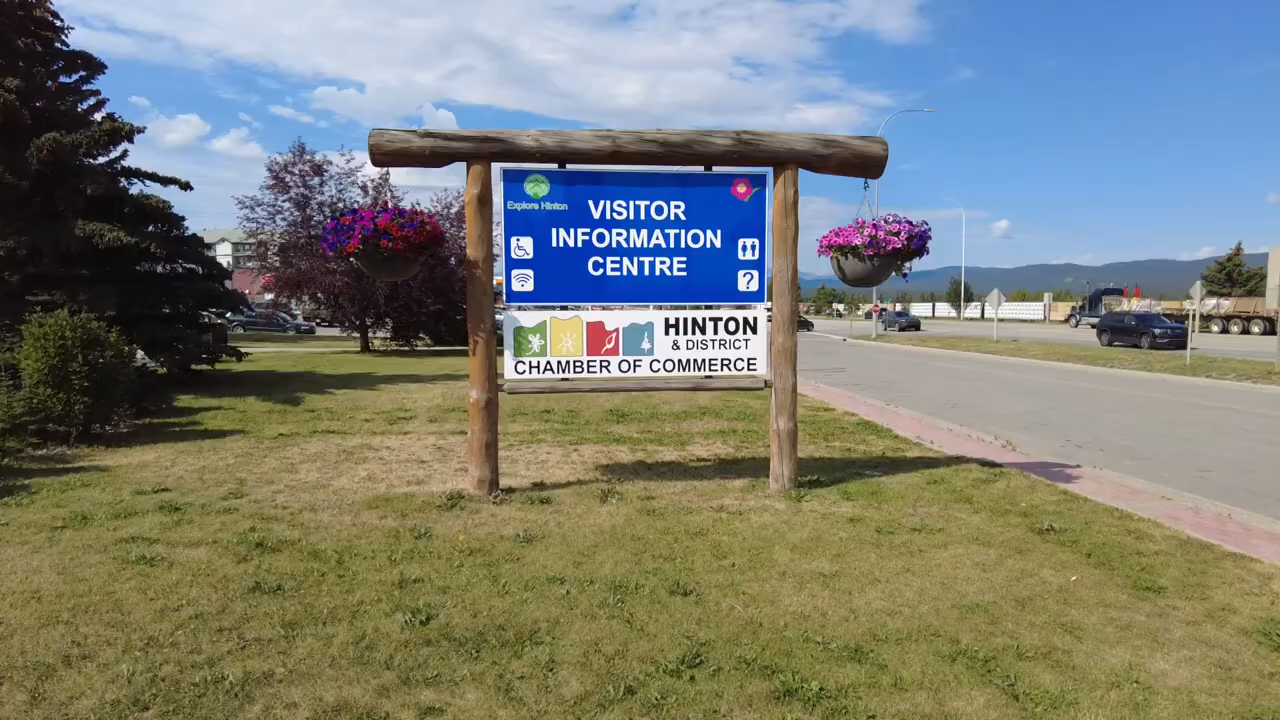 Explore Hinton
VISITOR
INFORMATION
CENTRE
?
HINTON
& DISTRICT
CHAMBER OF COMMERCE